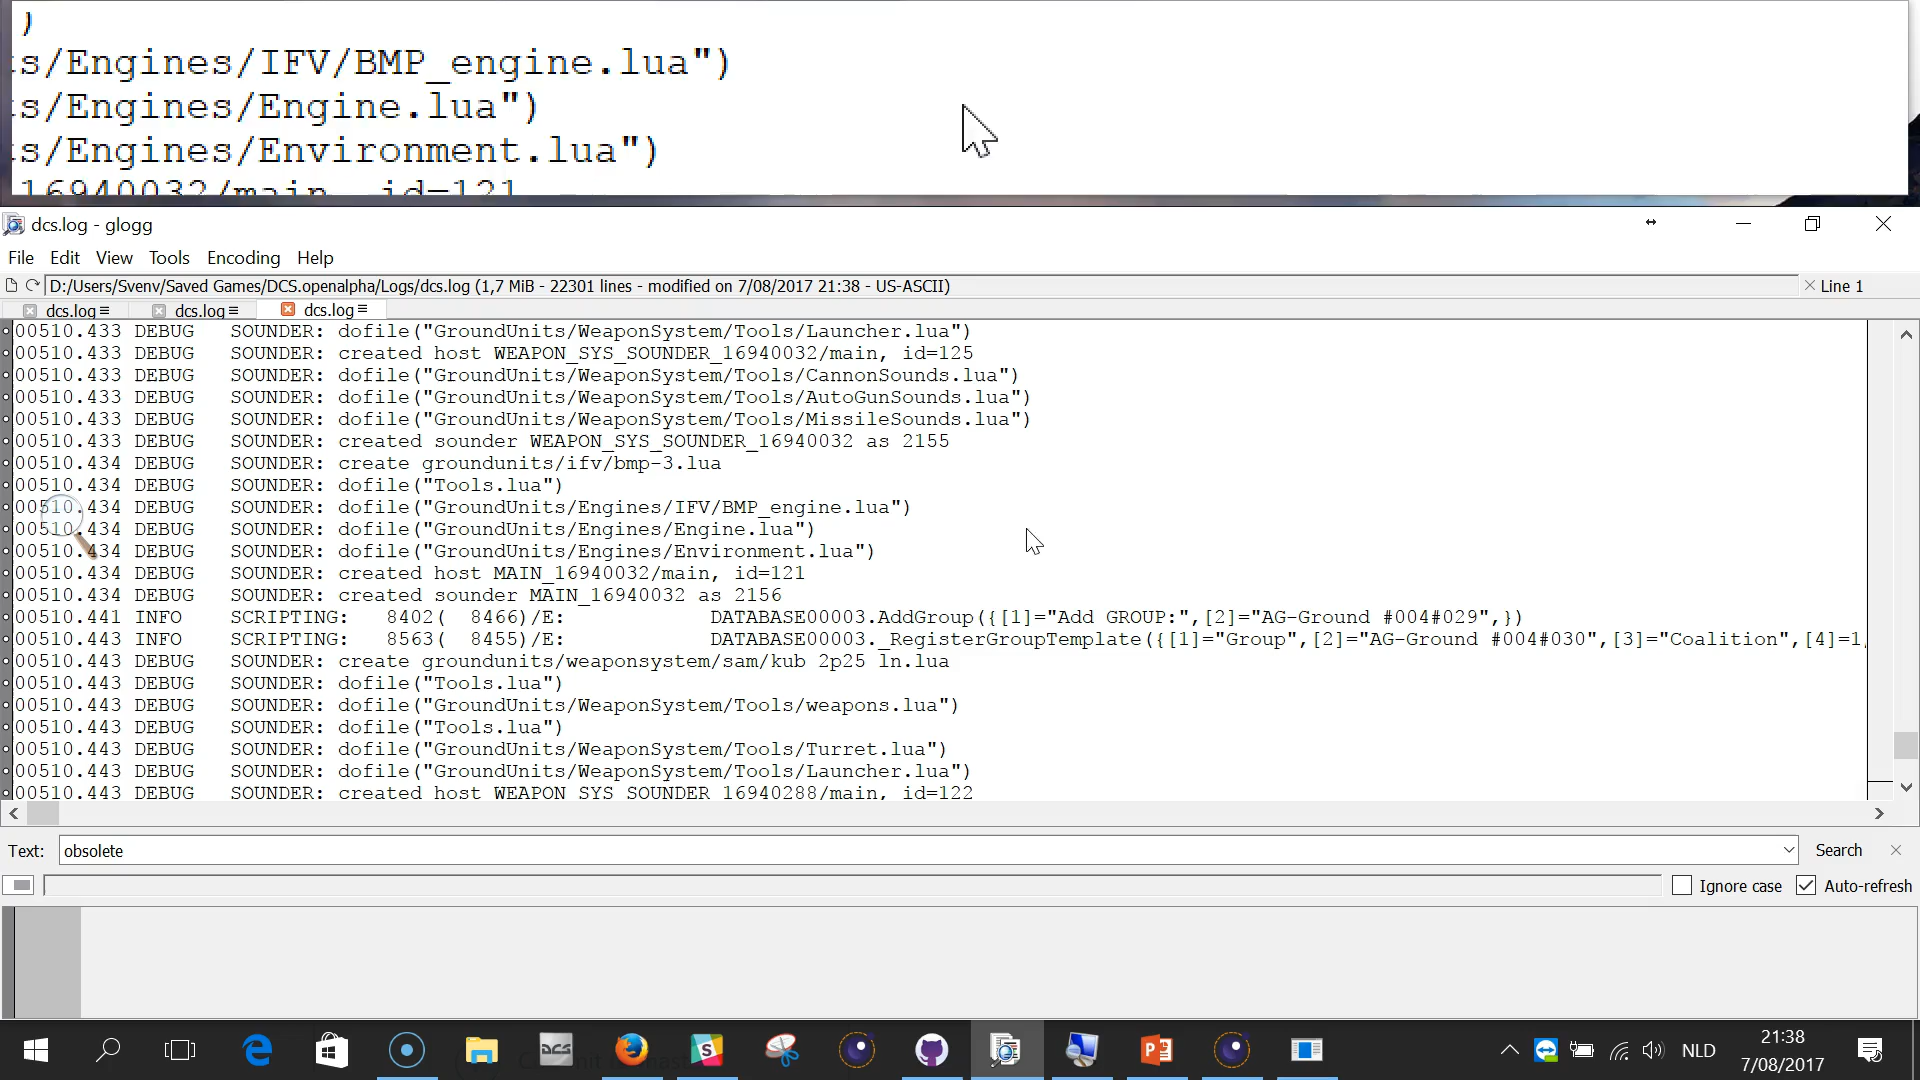 )
s/Engines/IFV/BMP_engine.lua")
s/Engines/Engine.lua")
s/Engines/Environment.lua")
16940032/main, id=121
dcs.log - glogg
File Edit View Tools Encoding Help
D:/Users/Svenv/Saved Games/DCS.openalpha/Logs/dcs.log (1,7 MiB - 22301 lines - modified on 7/08/2017 21:38 - US-ASCII) Line 1
dcs.log dcs.log dcs.log
00510.433 DEBUG SOUNDER: dofile("GroundUnits/WeaponSystem/Tools/Launcher.lua")
00510.433 DEBUG SOUNDER: created host WEAPON_SYS_SOUNDER_16940032/main, id=125
00510.433 DEBUG SOUNDER: dofile("GroundUnits/WeaponSystem/Tools/CannonSounds.lua")
00510.433 DEBUG SOUNDER: dofile("GroundUnits/WeaponSystem/Tools/AutoGunSounds.lua")
00510.433 DEBUG SOUNDER: dofile("GroundUnits/WeaponSystem/Tools/MissileSounds.lua")
00510.433 DEBUG SOUNDER: created sounder WEAPON_SYS_SOUNDER_16940032 as 2155
00510.434 DEBUG SOUNDER: create groundunits/ifv/bmp-3.lua
00510.434 DEBUG SOUNDER: dofile("Tools.lua")
00510.434 DEBUG SOUNDER: dofile("GroundUnits/Engines/IFV/BMP_engine.lua")
00510.434 DEBUG SOUNDER: dofile("GroundUnits/Engines/Engine.lua")
00510.434 DEBUG SOUNDER: dofile("GroundUnits/Engines/Environment.lua")
00510.434 DEBUG SOUNDER: created host MAIN_16940032/main, id=121
00510.434 DEBUG SOUNDER: created sounder MAIN_16940032 as 2156
00510.441 INFO SCRIPTING: 8402( 8466)/E: DATABASE00003.AddGroup({[1]="Add GROUP:",[2]="AG-Ground #004#029",})
00510.443 INFO SCRIPTING: 8563( 8455)/E: DATABASE00003._RegisterGroupTemplate({[1]="Group",[2]="AG-Ground #004#030",[3]="Coalition",[4]=1,
00510.443 DEBUG SOUNDER: create groundunits/weaponsystem/sam/kub 2p25 ln.lua
00510.443 DEBUG SOUNDER: dofile("Tools.lua")
00510.443 DEBUG SOUNDER: dofile("GroundUnits/WeaponSystem/Tools/weapons.lua")
00510.443 DEBUG SOUNDER: dofile("Tools.lua")
00510.443 DEBUG SOUNDER: dofile("GroundUnits/WeaponSystem/Tools/Turret.lua")
00510.443 DEBUG SOUNDER: dofile("GroundUnits/WeaponSystem/Tools/Launcher.lua")
00510.443 DEBUG SOUNDER: created host WEAPON_SYS_SOUNDER_16940288/main, id=122
Text: obsolete Search
Ignore case Auto-refresh
DCS
NLD
21:38
7/08/2017